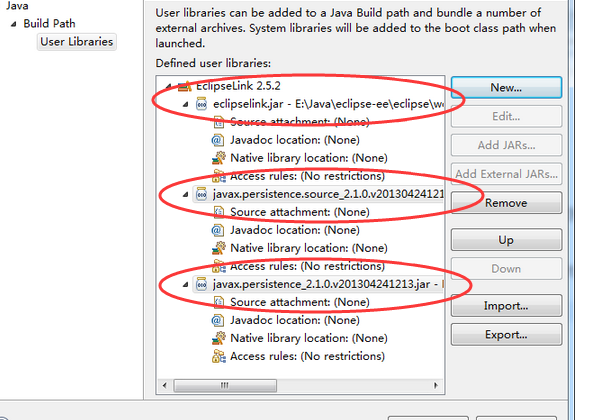 Java
Build Path
User Libraries
User libraries can be added to a Java Build path and bundle a number of
external archives. System libraries will be added to the boot class path when
launched.
Defined user libraries:
EclipseLink 2.5.2
eclipselink.jar - E:\Java\eclipse-ee\eclipse\wo
Source attachment: (None)
Javadoc location: (None)
Native library location: (None)
Access rules: (No restrictions)
javax.persistence.source_2.1.0.v2013042412
Source attachment: (None)
Javadoc location: (None)
Native library location: (None)
Access rules: (No restrictions)
javax.persistence_2.1.0.v201304241213.jar -
Source attachment: (None)
Javadoc location: (None)
Native library location: (None)
Access rules: (No restrictions)
New...
Edit...
Add JARs...
Add External JARs...
Remove
Up
Down
Import...
Export...